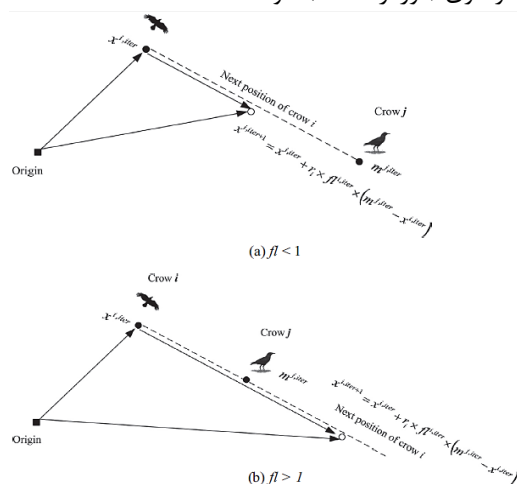 x^{i,iter}
Next position of crow i
Crow j
m^{j,iter}
x^{i,iter+1} = x^{i,iter} + r_i × fl^{i,iter} × (m^{j,iter} − x^{i,iter})
Origin
(a) fl < 1
Crow i
x^{i,iter}
Crow j
m^{j,iter}
x^{i,iter+1} = x^{i,iter} + r_i × fl^{i,iter} × (m^{j,iter} − x^{i,iter})
Next position of crow i
Origin
(b) fl > 1